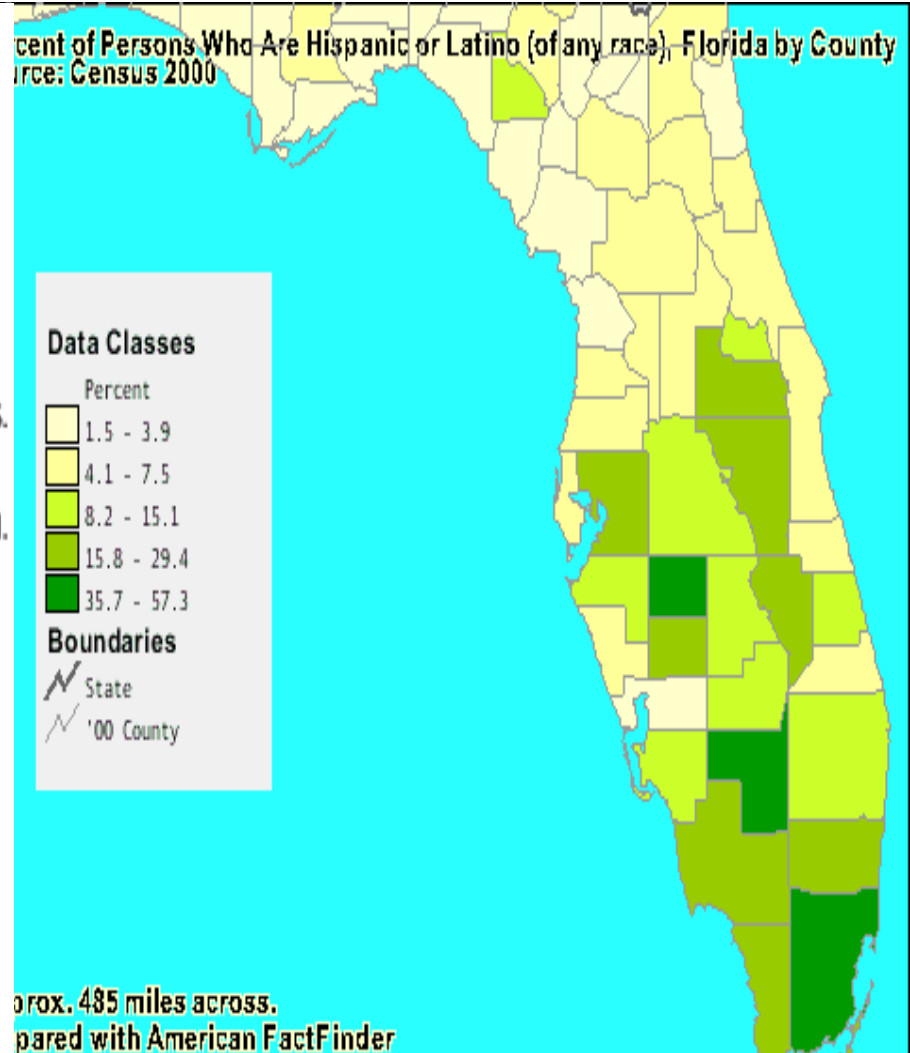 cent of Persons Who Are Hispanic or Latino (of any race), Florida by County
rce: Census 2000
Data Classes
Percent
1.5 - 3.9
4.1 - 7.5
8.2 - 15.1
15.8 - 29.4
35.7 - 57.3
Boundaries
State
'00 County
prox. 485 miles across.
pared with American FactFinder